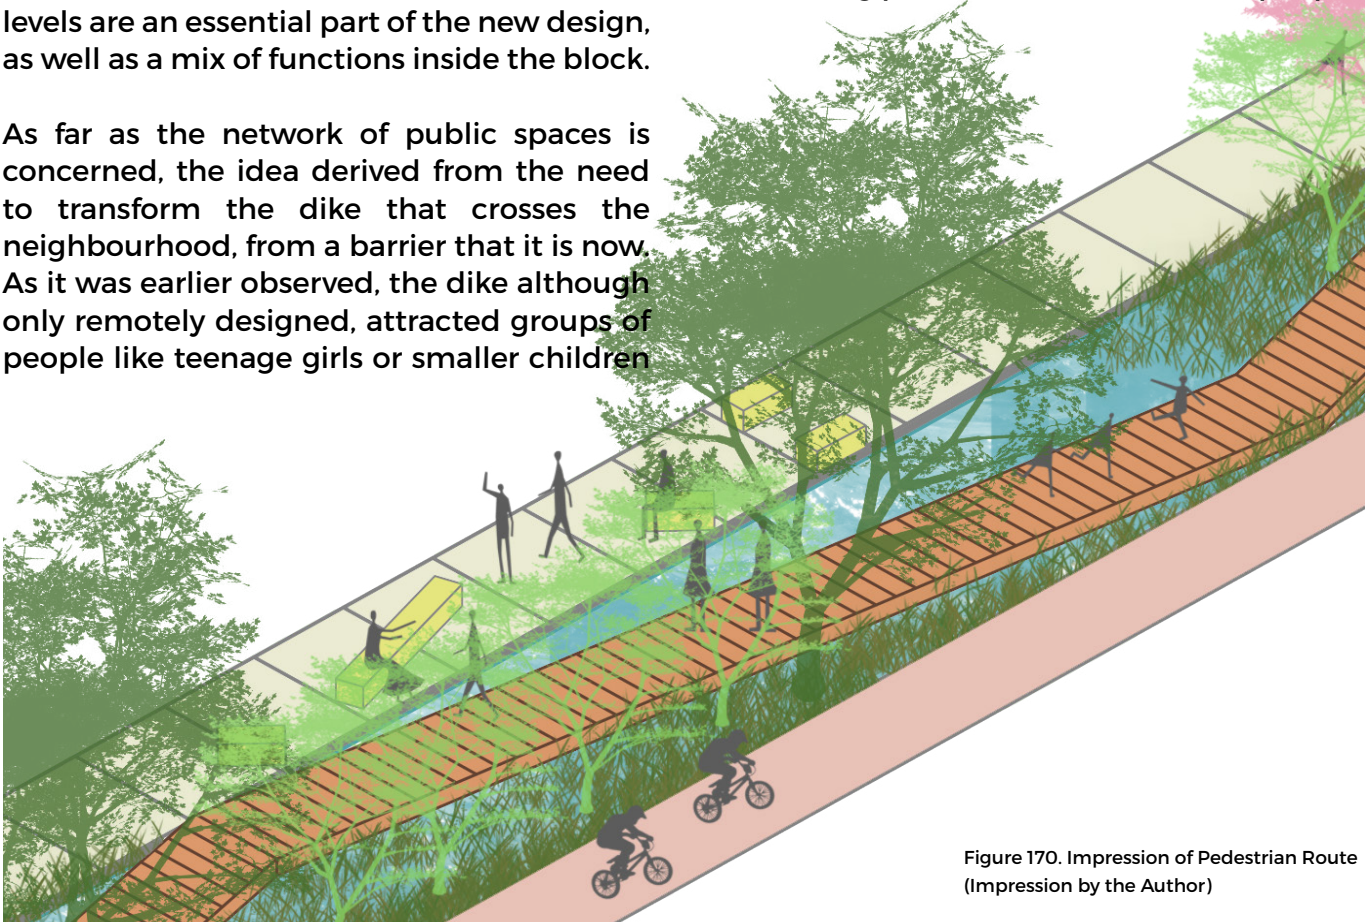 levels are an essential part of the new design,
as well as a mix of functions inside the block.
As far as the network of public spaces is
concerned, the idea derived from the need
to transform the dike that crosses the
neighbourhood, from a barrier that it is now.
As it was earlier observed, the dike although
only remotely designed, attracted groups of
people like teenage girls or smaller children
Figure 170. Impression of Pedestrian Route
(Impression by the Author)